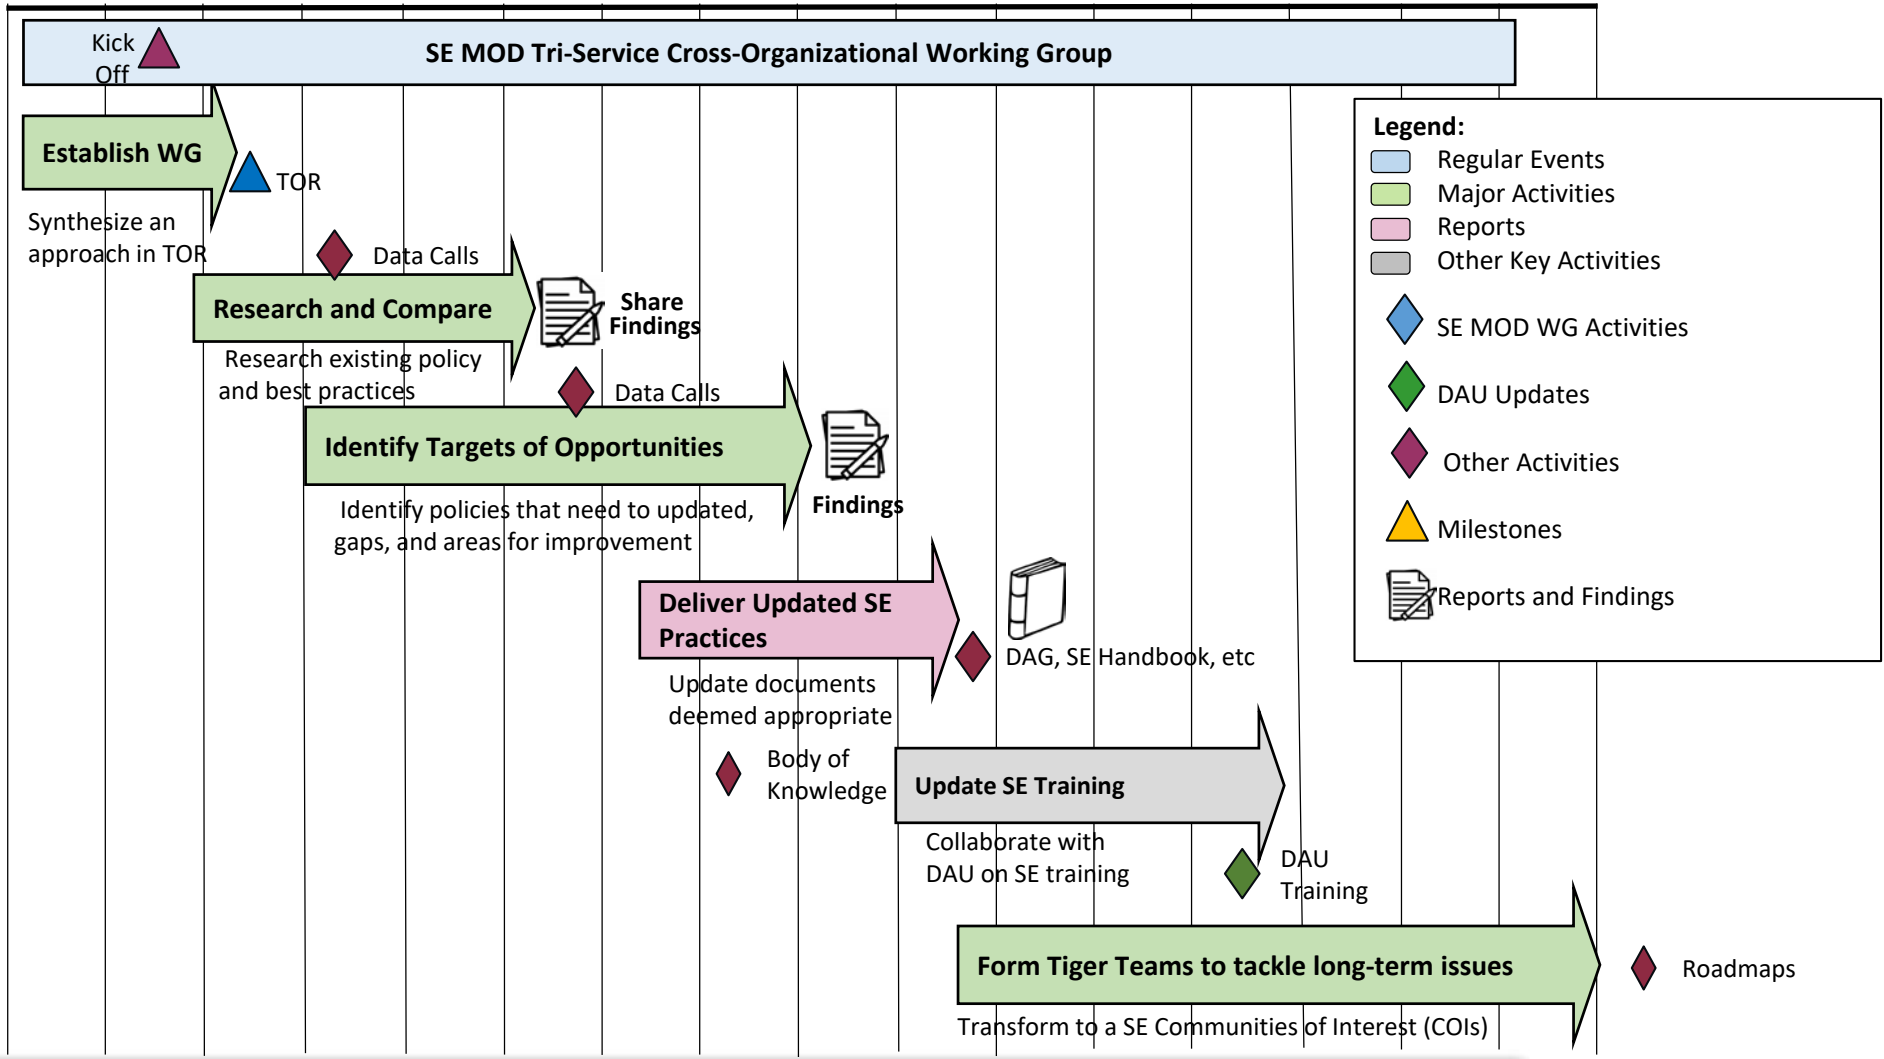 Kick
Off
SE MOD Tri-Service Cross-Organizational Working Group
Establish WG
TOR
Synthesize an
approach in TOR
Data Calls
Research and Compare
Share
Findings
Research existing policy
and best practices
Data Calls
Identify Targets of Opportunities
Findings
Identify policies that need to updated,
gaps, and areas for improvement
Deliver Updated SE
Practices
DAG, SE Handbook, etc
Update documents
deemed appropriate
Body of
Knowledge
Update SE Training
Collaborate with
DAU on SE training
DAU
Training
Form Tiger Teams to tackle long-term issues
Roadmaps
Transform to a SE Communities of Interest (COIs)
Legend:
Regular Events
Major Activities
Reports
Other Key Activities
SE MOD WG Activities
DAU Updates
Other Activities
Milestones
Reports and Findings